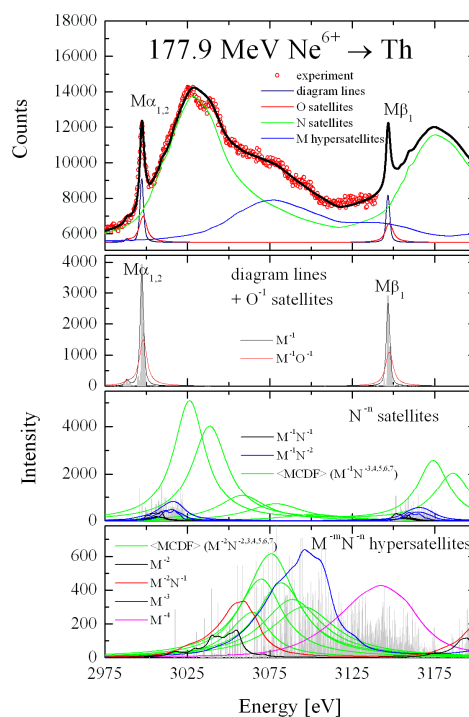 177.9 MeV Ne⁶⁺ → Th
18000
16000
14000
12000
10000
8000
6000
Counts
Mα₁,₂
Mβ₁
experiment
diagram lines
O satellites
N satellites
M hypersatellites
4000
2000
0
Mα₁,₂
Mβ₁
diagram lines
+ O⁻¹ satellites
M⁻¹
M⁻¹O⁻¹
Intensity
4000
2000
0
N⁻ⁿ satellites
M⁻¹N⁻¹
M⁻¹N⁻²
<MCDF> (M⁻¹N⁻³,⁴,⁵,⁶,⁷)
600
400
200
0
<MCDF> (M⁻²N⁻²,³,⁴,⁵,⁶,⁷)
M⁻²
M⁻²N⁻¹
M⁻³
M⁻⁴
M⁻ᵐN⁻ⁿ hypersatellites
2975 3025 3075 3125 3175
Energy [eV]